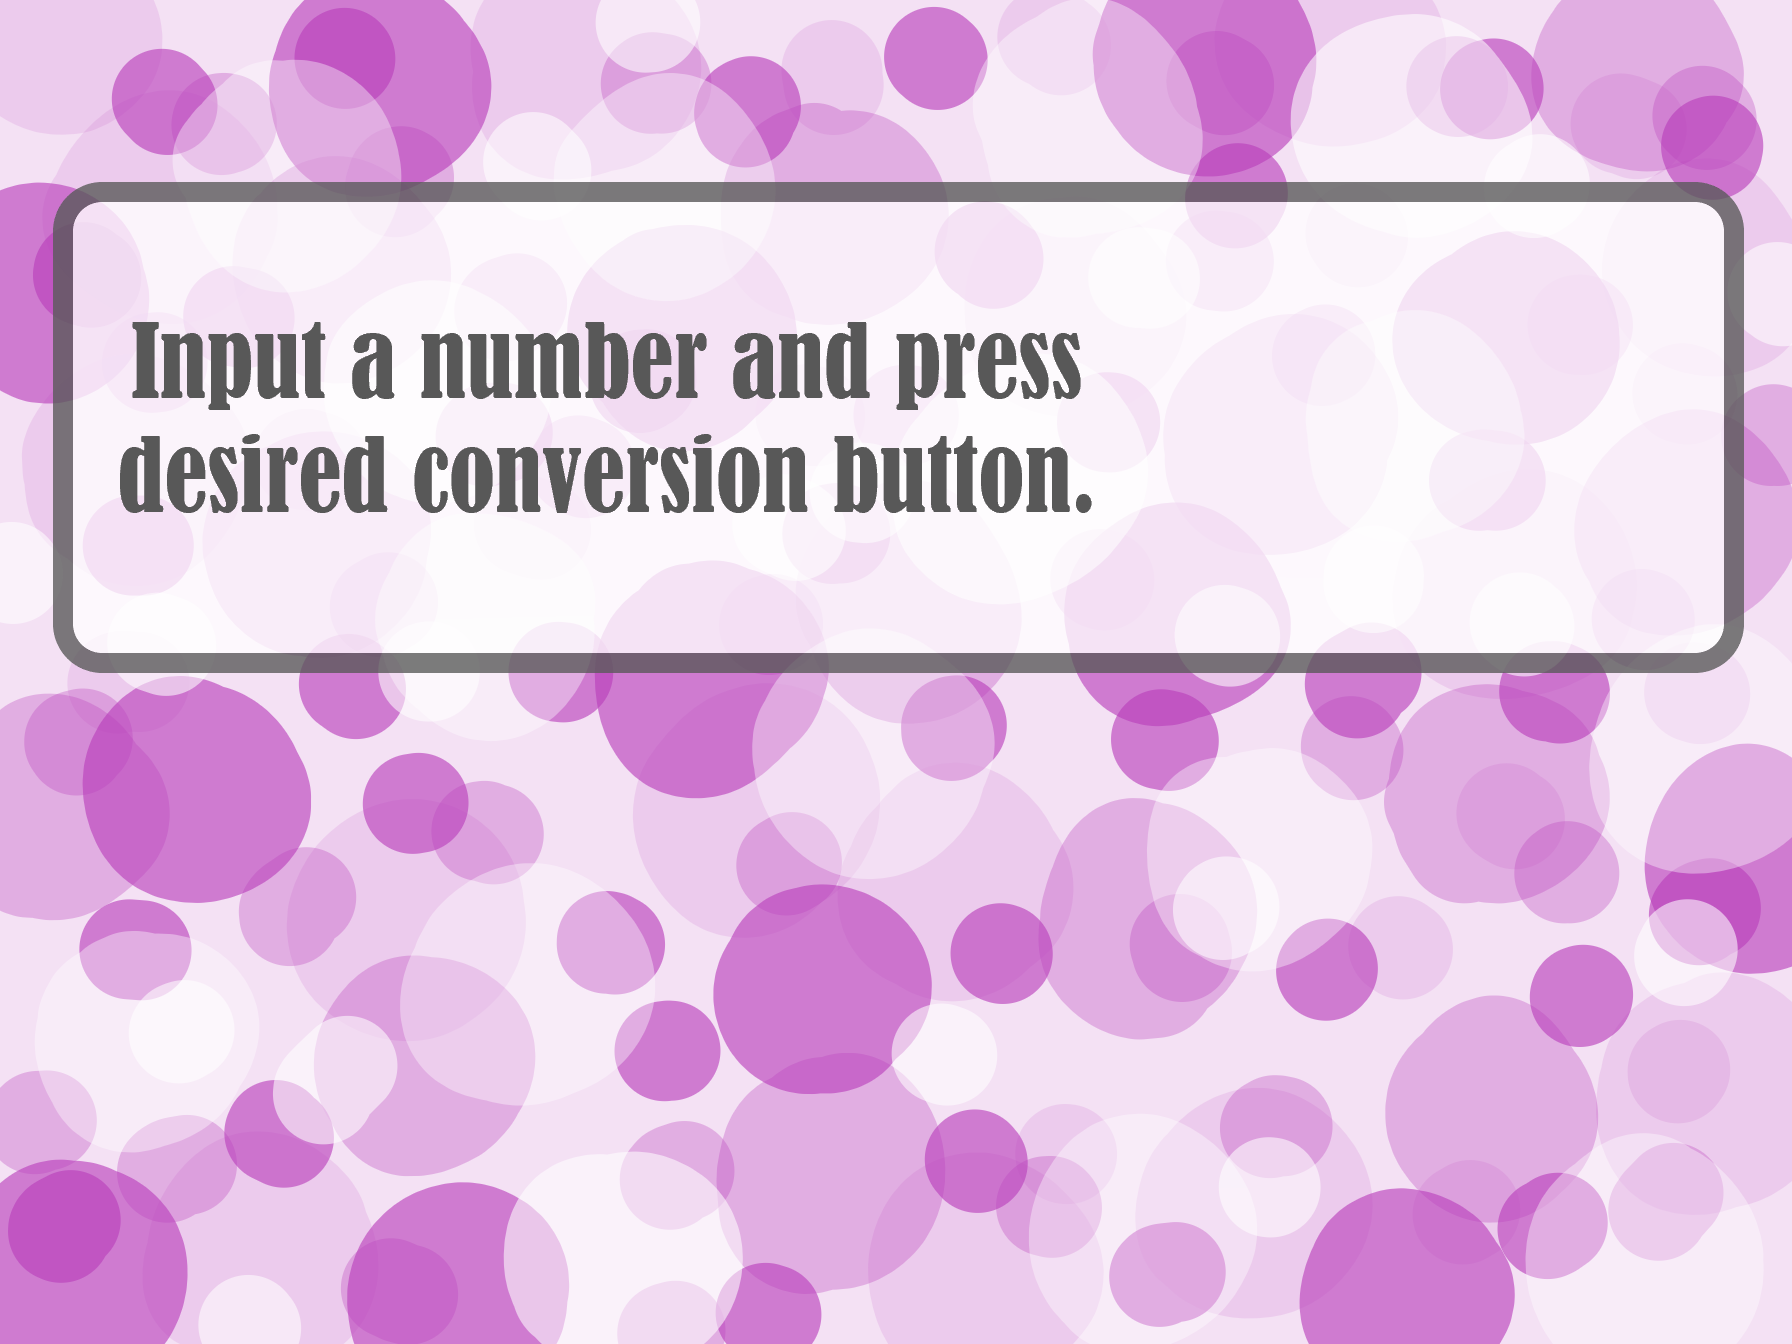 Input a number and press
desired conversion button.